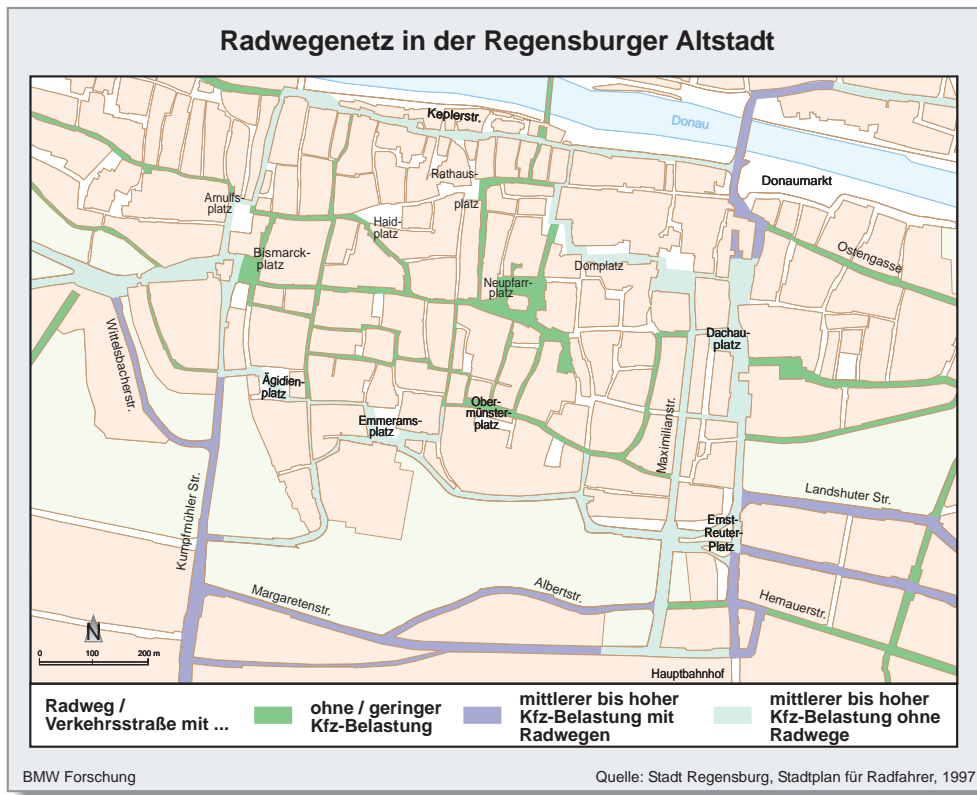 Radwegenetz in der Regensburger Altstadt
Keplerstr.
Donau
Rathaus-
platz
Donaumarkt
Arnulfs-
platz
Haid-
platz
Bismarck-
platz
Domplatz
Ostengasse
Neupfarr-
platz
Wittelsbacherstr.
Dachau-
platz
Ägidien-
platz
Emmerams-
platz
Ober-
münster-
platz
Maximilianstr.
Kumpfmühler Str.
Landshuter Str.
Ernst-
Reuter-
Platz
Margaretenstr.
Albertstr.
Hemauerstr.
Hauptbahnhof
N
0 100 200 m
Radweg /
Verkehrsstraße mit ...
ohne / geringer
Kfz-Belastung
mittlerer bis hoher
Kfz-Belastung mit
Radwegen
mittlerer bis hoher
Kfz-Belastung ohne
Radwege
BMW Forschung
Quelle: Stadt Regensburg, Stadtplan für Radfahrer, 1997